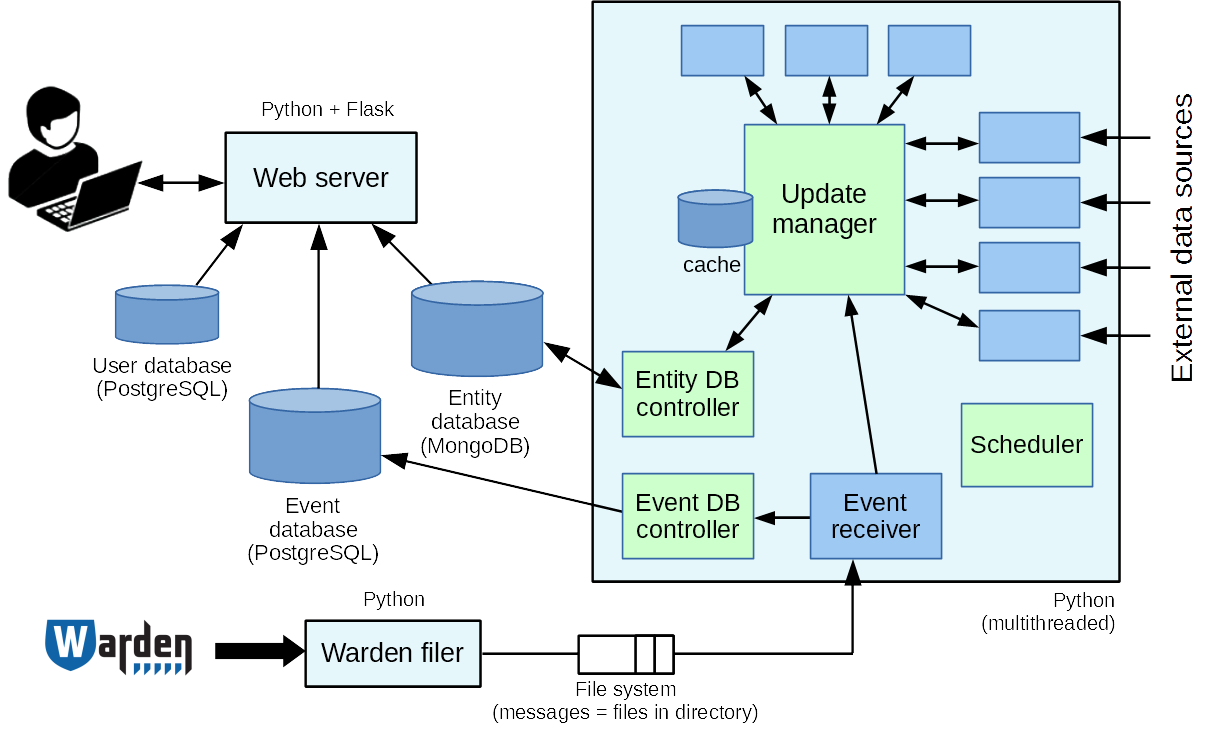 Python + Flask
Web server
User database
(PostgreSQL)
Entity
database
(MongoDB)
Event
database
(PostgreSQL)
Update
manager
cache
Entity DB
controller
Event DB
controller
Event
receiver
Scheduler
External data sources
Python
(multithreaded)
Warden
Python
Warden filer
File system
(messages = files in directory)